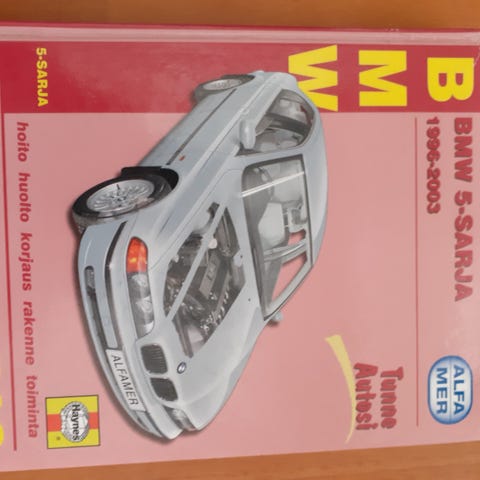 BMW 5-SARJA
1996-2003
ALFA
MER
Tunne
Autosi
B
M
W
5-SARJA
ALFAMER
Haynes
hoito huolto korjaus rakenne toiminta